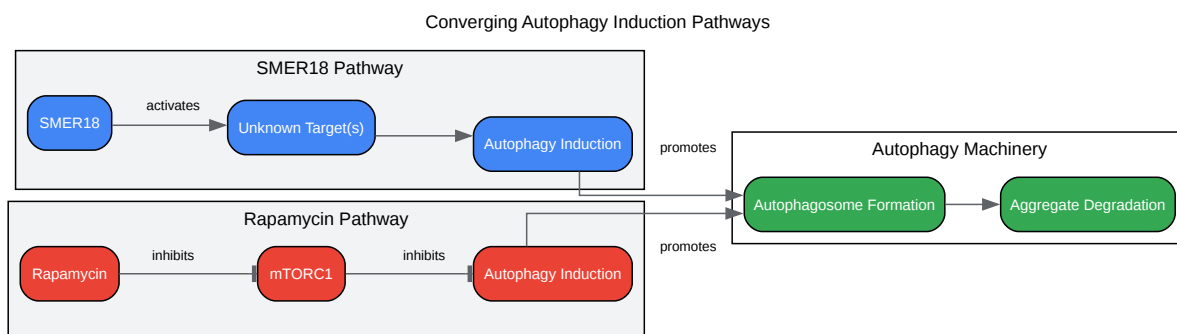 Converging Autophagy Induction Pathways
SMER18 Pathway
SMER18
activates
Unknown Target(s)
Autophagy Induction
promotes
Autophagy Machinery
Autophagosome Formation
Aggregate Degradation
Rapamycin Pathway
Rapamycin
inhibits
mTORC1
inhibits
Autophagy Induction
promotes